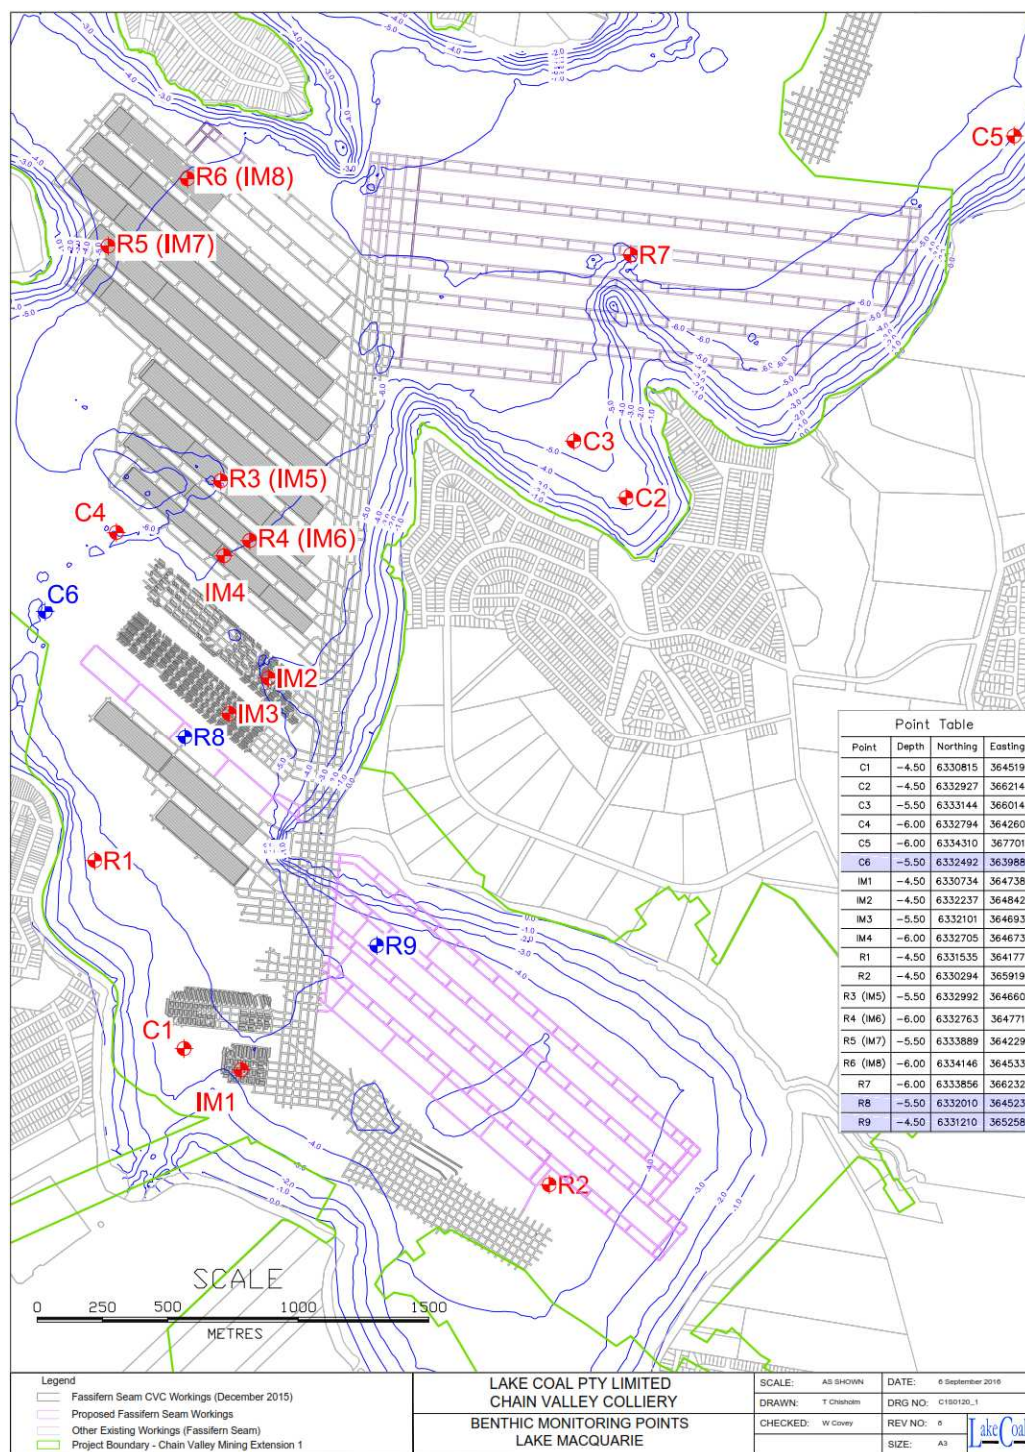 C5
R6 (IM8)
R5 (IM7)
R7
C3
C2
R3 (IM5)
C4
R4 (IM6)
IM4
C6
IM2
IM3
R8
R1
R9
C1
IM1
R2
Point Table
Point Depth Northing Easting
C1 -4.50 6330815 364519
C2 -4.50 6332927 366214
C3 -5.50 6333144 366014
C4 -6.00 6332794 364260
C5 -6.00 6334310 367701
C6 -5.50 6332492 363988
IM1 -4.50 6330734 364738
IM2 -4.50 6332237 364842
IM3 -5.50 6332101 364693
IM4 -6.00 6332705 364673
R1 -4.50 6331535 364177
R2 -4.50 6330294 365919
R3 (IM5) -5.50 6332992 364660
R4 (IM6) -6.00 6332763 364771
R5 (IM7) -5.50 6333889 364229
R6 (IM8) -6.00 6334146 364533
R7 -6.00 6333856 366232
R8 -5.50 6332010 364523
R9 -4.50 6331210 365258
SCALE
0 250 500 1000 1500
METRES
Legend
Fassifern Seam CVC Workings (December 2015)
Proposed Fassifern Seam Workings
Other Existing Workings (Fassifern Seam)
Project Boundary - Chain Valley Mining Extension 1
LAKE COAL PTY LIMITED
CHAIN VALLEY COLLIERY
BENTHIC MONITORING POINTS
LAKE MACQUARIE
SCALE: AS SHOWN DATE: 6 September 2016
DRAWN: T Chisholm DRG NO: C1S0120_1
CHECKED: W Covey REV NO: 6
SIZE: A3
LakeCoal